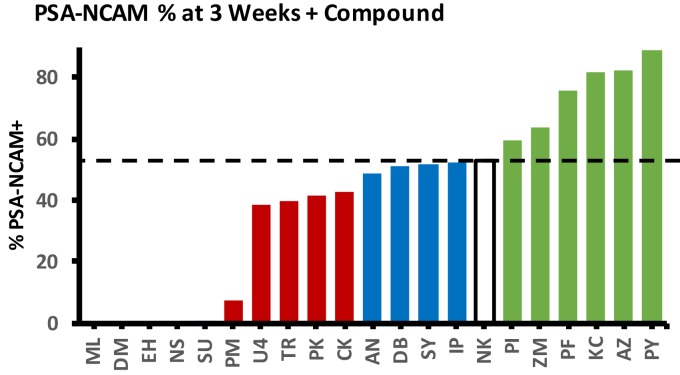 PSA-NCAM % at 3 Weeks + Compound
% PSA-NCAM+
80
60
40
20
0
ML DM EH NS SU PM U4 TR PK CK AN DB SY IP NK PI ZM PF KC AZ PY